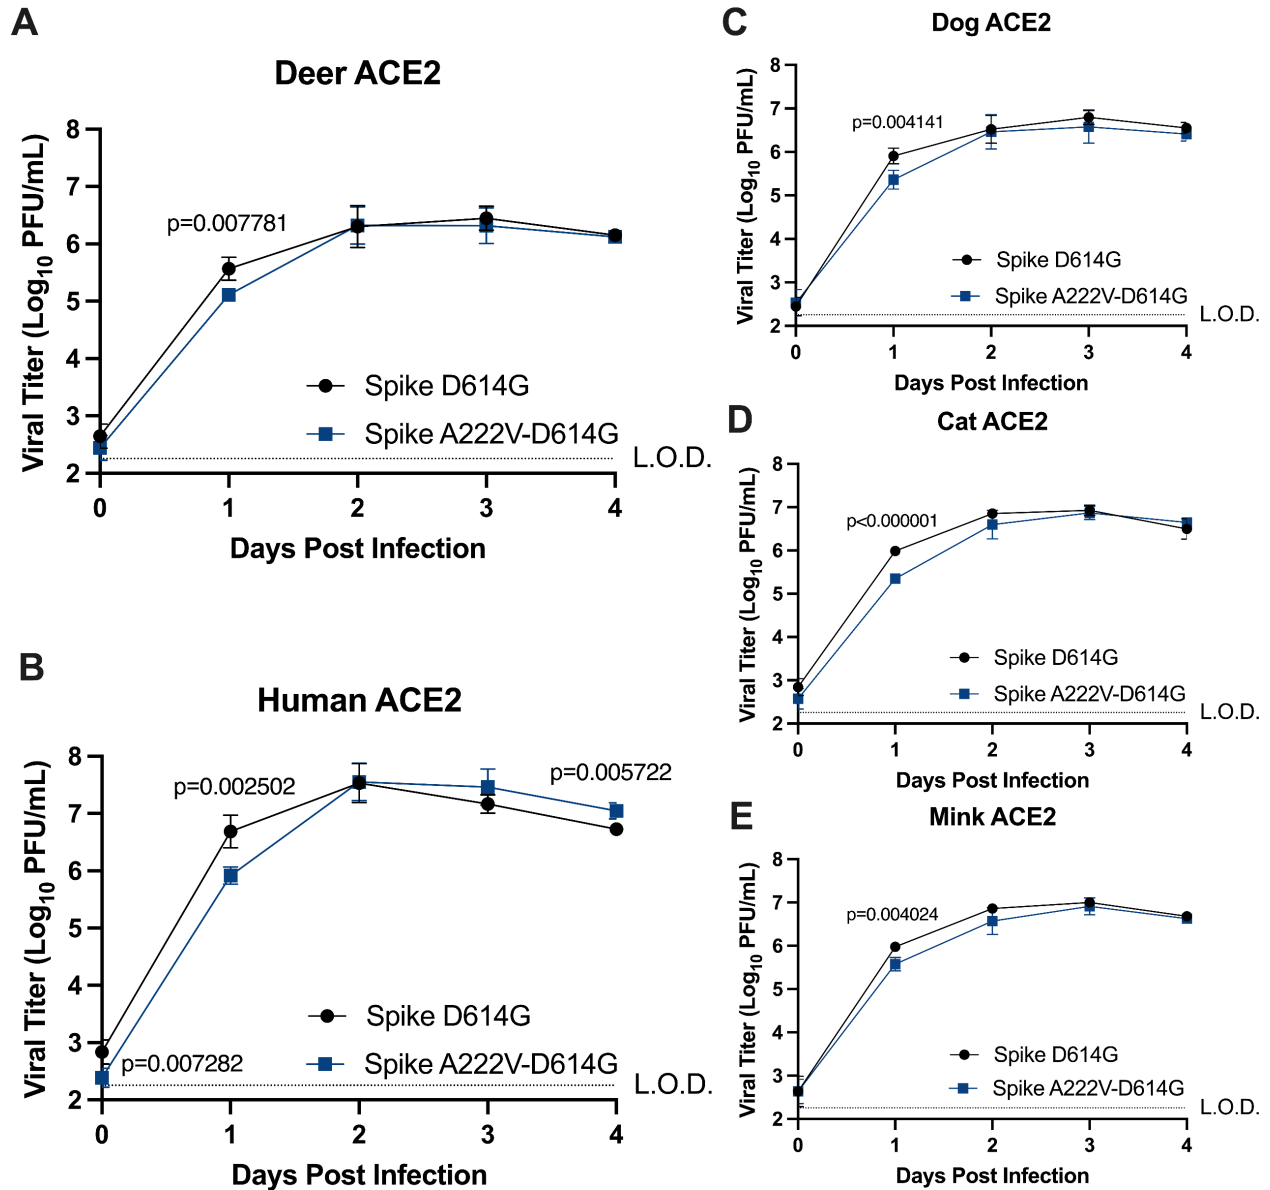 A
Deer ACE2
Viral Titer (Log10 PFU/mL)
8
7
6
5
4
3
2
p=0.007781
Spike D614G
Spike A222V-D614G
L.O.D.
0 1 2 3 4
Days Post Infection
B
Human ACE2
Viral Titer (Log10 PFU/mL)
8
7
6
5
4
3
2
p=0.002502
p=0.005722
p=0.007282
Spike D614G
Spike A222V-D614G
L.O.D.
0 1 2 3 4
Days Post Infection
C
Dog ACE2
Viral Titer (Log10 PFU/mL)
8
7
6
5
4
3
2
p=0.004141
Spike D614G
Spike A222V-D614G
L.O.D.
0 1 2 3 4
Days Post Infection
D
Cat ACE2
Viral Titer (Log10 PFU/mL)
8
7
6
5
4
3
2
p<0.000001
Spike D614G
Spike A222V-D614G
L.O.D.
0 1 2 3 4
Days Post Infection
E
Mink ACE2
Viral Titer (Log10 PFU/mL)
8
7
6
5
4
3
2
p=0.004024
Spike D614G
Spike A222V-D614G
L.O.D.
0 1 2 3 4
Days Post Infection